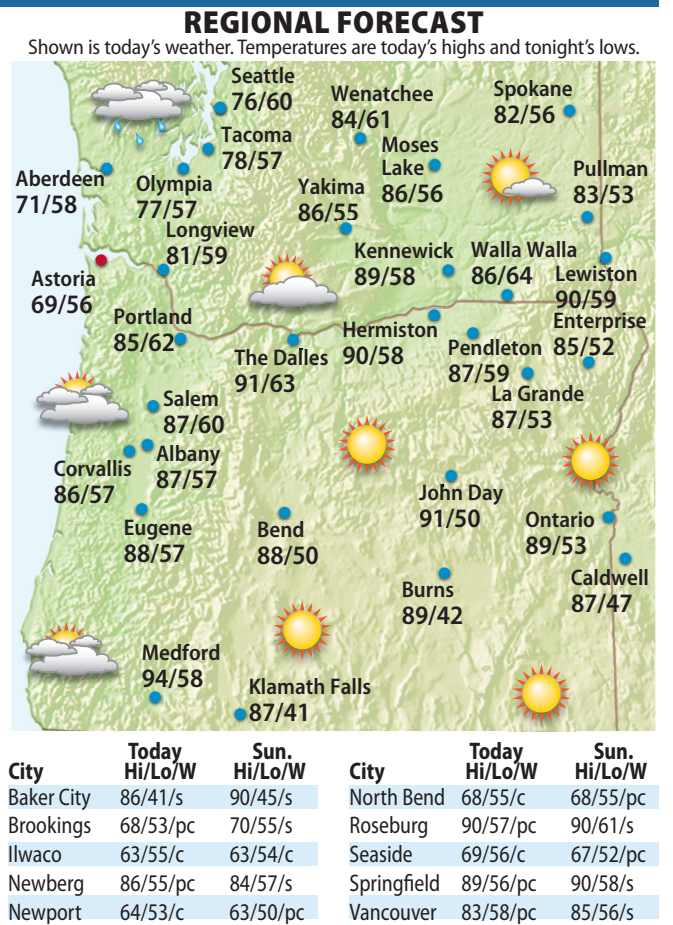 REGIONAL FORECAST
Shown is today's weather. Temperatures are today's highs and tonight's lows.
Seattle
76/60
Wenatchee
84/61
Spokane
82/56
Tacoma
78/57
Moses
Lake
86/56
Aberdeen
71/58
Olympia
77/57
Yakima
86/55
Pullman
83/53
Longview
81/59
Kennewick
89/58
Walla Walla
86/64
Lewiston
90/59
Astoria
69/56
Portland
85/62
The Dalles
91/63
Hermiston
90/58
Pendleton
87/59
Enterprise
85/52
La Grande
87/53
Salem
87/60
Albany
87/57
Corvallis
86/57
John Day
91/50
Ontario
89/53
Eugene
88/57
Bend
88/50
Burns
89/42
Caldwell
87/47
Medford
94/58
Klamath Falls
87/41
Today Sun.
City Hi/Lo/W Hi/Lo/W
Baker City 86/41/s 90/45/s
Brookings 68/53/pc 70/55/s
Ilwaco 63/55/c 63/54/c
Newberg 86/55/pc 84/57/s
Newport 64/53/c 63/50/pc
Today Sun.
City Hi/Lo/W Hi/Lo/W
North Bend 68/55/c 68/55/pc
Roseburg 90/57/pc 90/61/s
Seaside 69/56/c 67/52/pc
Springfield 89/56/pc 90/58/s
Vancouver 83/58/pc 85/56/s